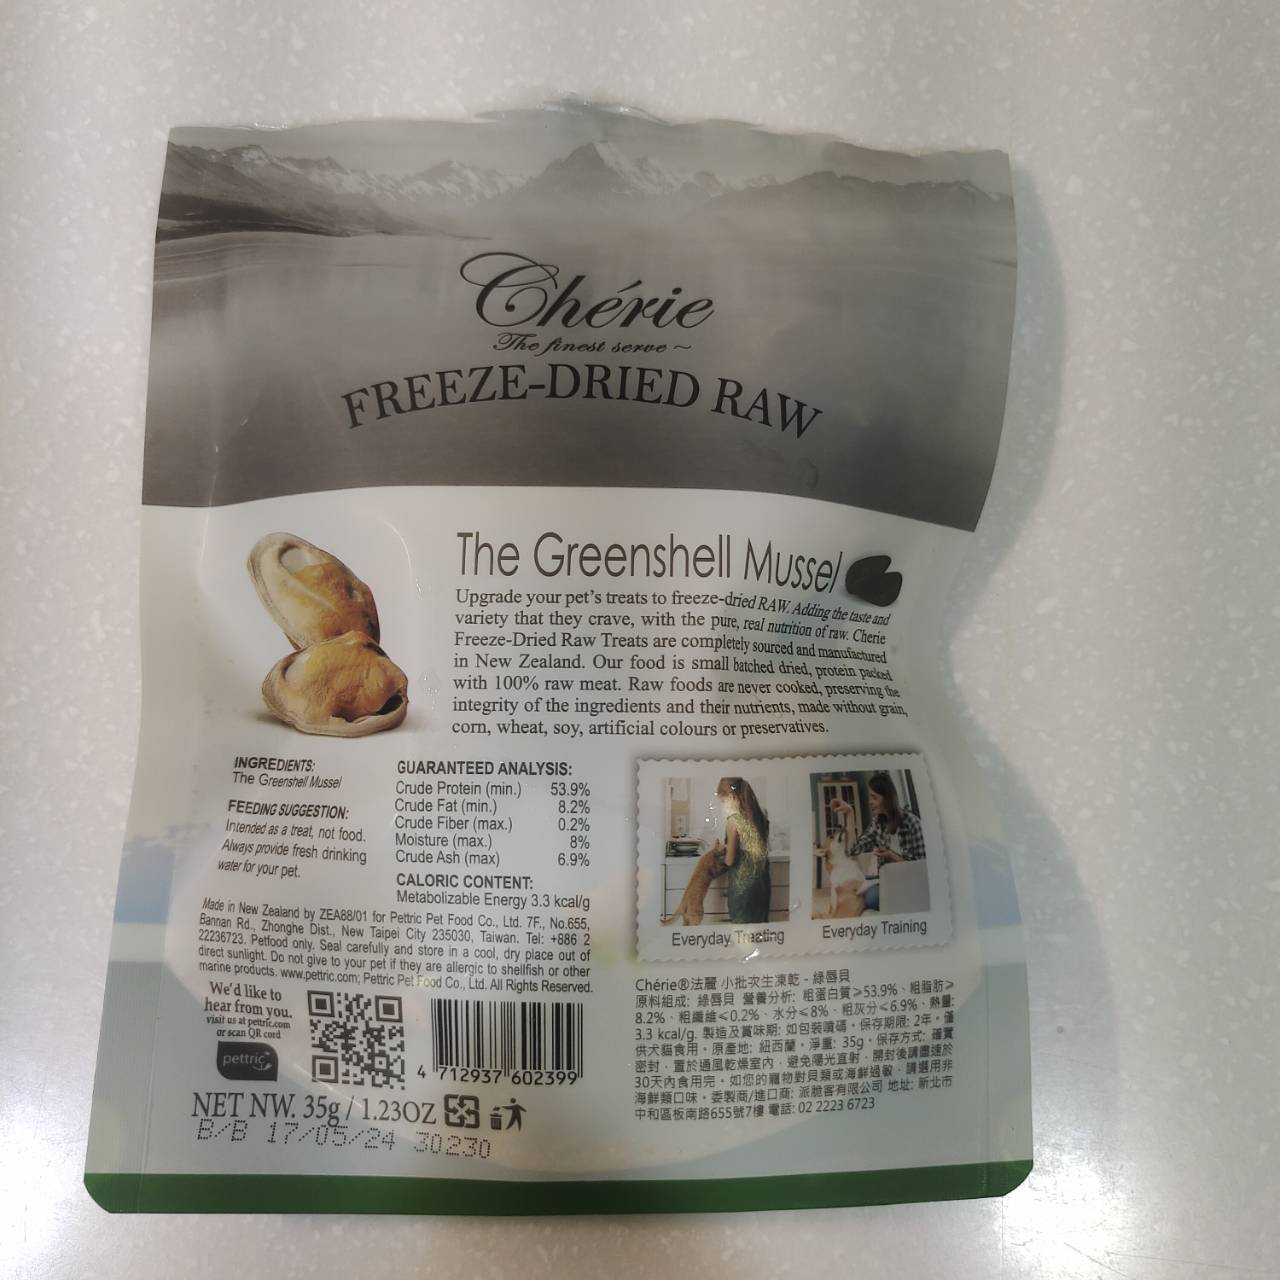 Chérie
The finest serve ~
FREEZE-DRIED RAW
The Greenshell Mussel
Upgrade your pet's treats to freeze-dried RAW. Adding the taste and
variety that they crave, with the pure, real nutrition of raw. Cherie
Freeze-Dried Raw Treats are completely sourced and manufactured
in New Zealand. Our food is small batched dried, protein packed
with 100% raw meat. Raw foods are never cooked, preserving the
integrity of the ingredients and their nutrients, made without grain,
corn, wheat, soy, artificial colours or preservatives.
INGREDIENTS:
The Greenshell Mussel
FEEDING SUGGESTION:
Intended as a treat, not food.
Always provide fresh drinking
water for your pet.
GUARANTEED ANALYSIS:
Crude Protein (min.) 53.9%
Crude Fat (min.) 8.2%
Crude Fiber (max.) 0.2%
Moisture (max.) 8%
Crude Ash (max) 6.9%
CALORIC CONTENT:
Metabolizable Energy 3.3 kcal/g
Everyday Treating
Everyday Training
Made in New Zealand by ZEA88/01 for Pettric Pet Food Co., Ltd. 7F., No.655,
Bannan Rd., Zhonghe Dist., New Taipei City 235030, Taiwan. Tel: +886 2
22236723. Petfood only. Seal carefully and store in a cool, dry place out of
direct sunlight. Do not give to your pet if they are allergic to shellfish or other
marine products. www.pettric.com; Pettric Pet Food Co., Ltd. All Rights Reserved.
We'd like to
hear from you.
visit us at pettric.com
or scan QR cord
pettric
4 712937 602399
NET NW. 35g / 1.23OZ
B/B 17/05/24 30230
Chérie®法麗 小批次生凍乾 - 綠唇貝
原料組成: 綠唇貝 營養分析: 粗蛋白質≥53.9%、粗脂肪≥
8.2%、粗纖維≤0.2%、水分≤8%、粗灰分≤6.9%、熱量:
3.3 kcal/g. 製造及賞味期: 如包裝噴碼。保存期限: 2年。僅
供犬貓食用。原產地: 紐西蘭。淨重: 35g。保存方式: 確實
密封，置於通風乾燥室內，避免陽光直射，開封後請盡速於
30天內食用完。如您的寵物對貝類或海鮮過敏，請選用非
海鮮類口味。委製商/進口商: 派脆客有限公司 地址: 新北市
中和區板南路655號7樓 電話: 02 2223 6723